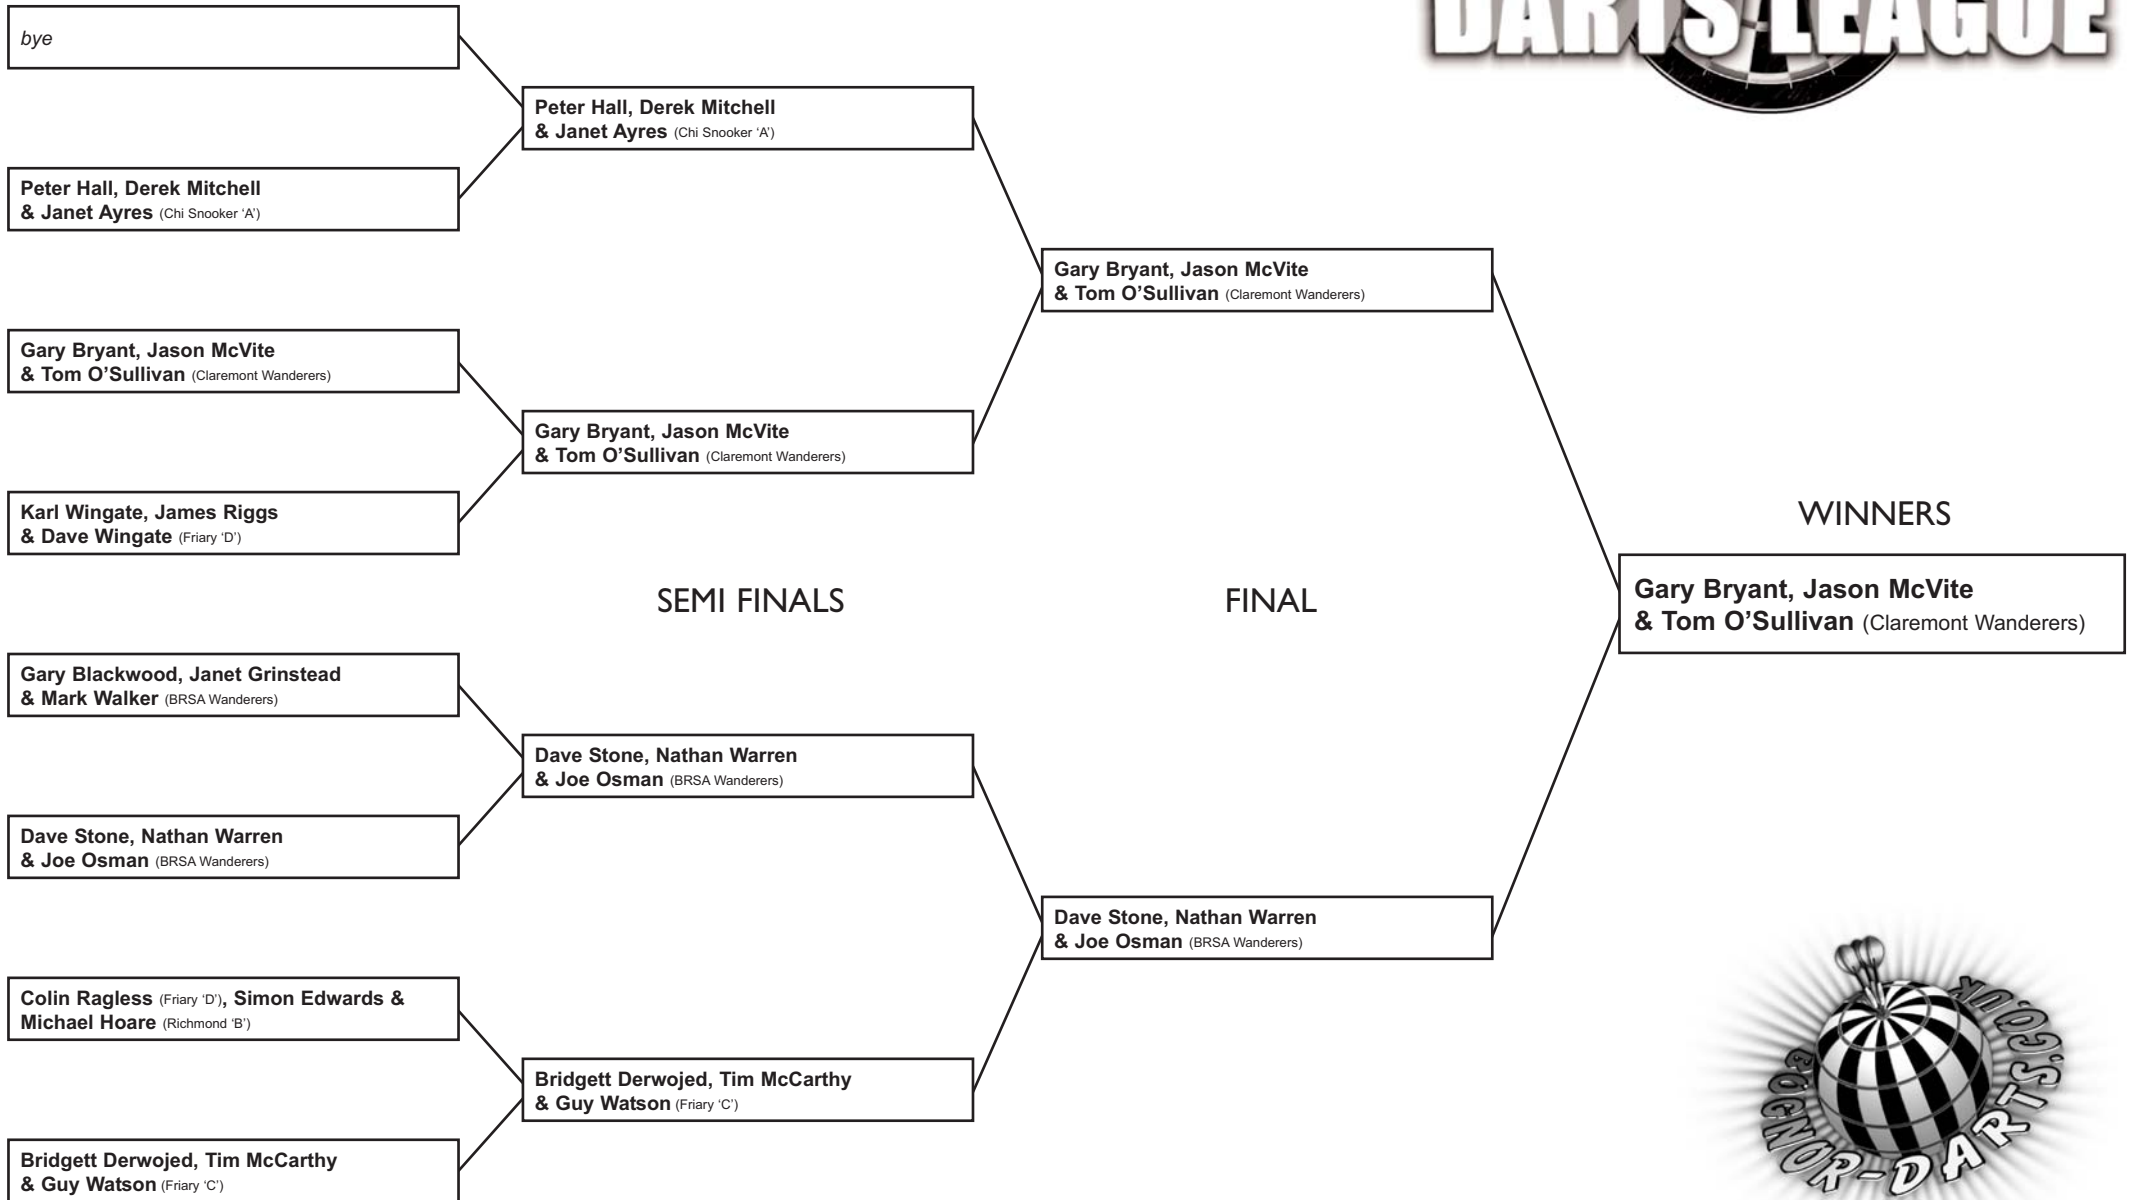 DARTS LEAGUE
bye
Peter Hall, Derek Mitchell
& Janet Ayres (Chi Snooker ‘A’)
Gary Bryant, Jason McVite
& Tom O’Sullivan (Claremont Wanderers)
Karl Wingate, James Riggs
& Dave Wingate (Friary ‘D’)
Gary Blackwood, Janet Grinstead
& Mark Walker (BRSA Wanderers)
Dave Stone, Nathan Warren
& Joe Osman (BRSA Wanderers)
Colin Ragless (Friary ‘D’), Simon Edwards &
Michael Hoare (Richmond ‘B’)
Bridgett Derwojed, Tim McCarthy
& Guy Watson (Friary ‘C’)
Peter Hall, Derek Mitchell
& Janet Ayres (Chi Snooker ‘A’)
Gary Bryant, Jason McVite
& Tom O’Sullivan (Claremont Wanderers)
SEMI FINALS
Dave Stone, Nathan Warren
& Joe Osman (BRSA Wanderers)
Bridgett Derwojed, Tim McCarthy
& Guy Watson (Friary ‘C’)
Gary Bryant, Jason McVite
& Tom O’Sullivan (Claremont Wanderers)
FINAL
Dave Stone, Nathan Warren
& Joe Osman (BRSA Wanderers)
WINNERS
Gary Bryant, Jason McVite
& Tom O’Sullivan (Claremont Wanderers)
BOGNOR-DARTS.CO.UK